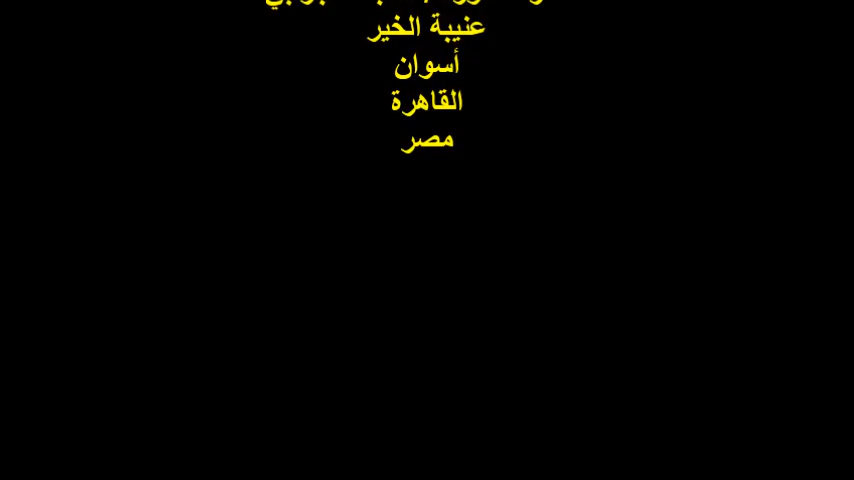 عنيبة الخير
أسوان
القاهرة
مصر